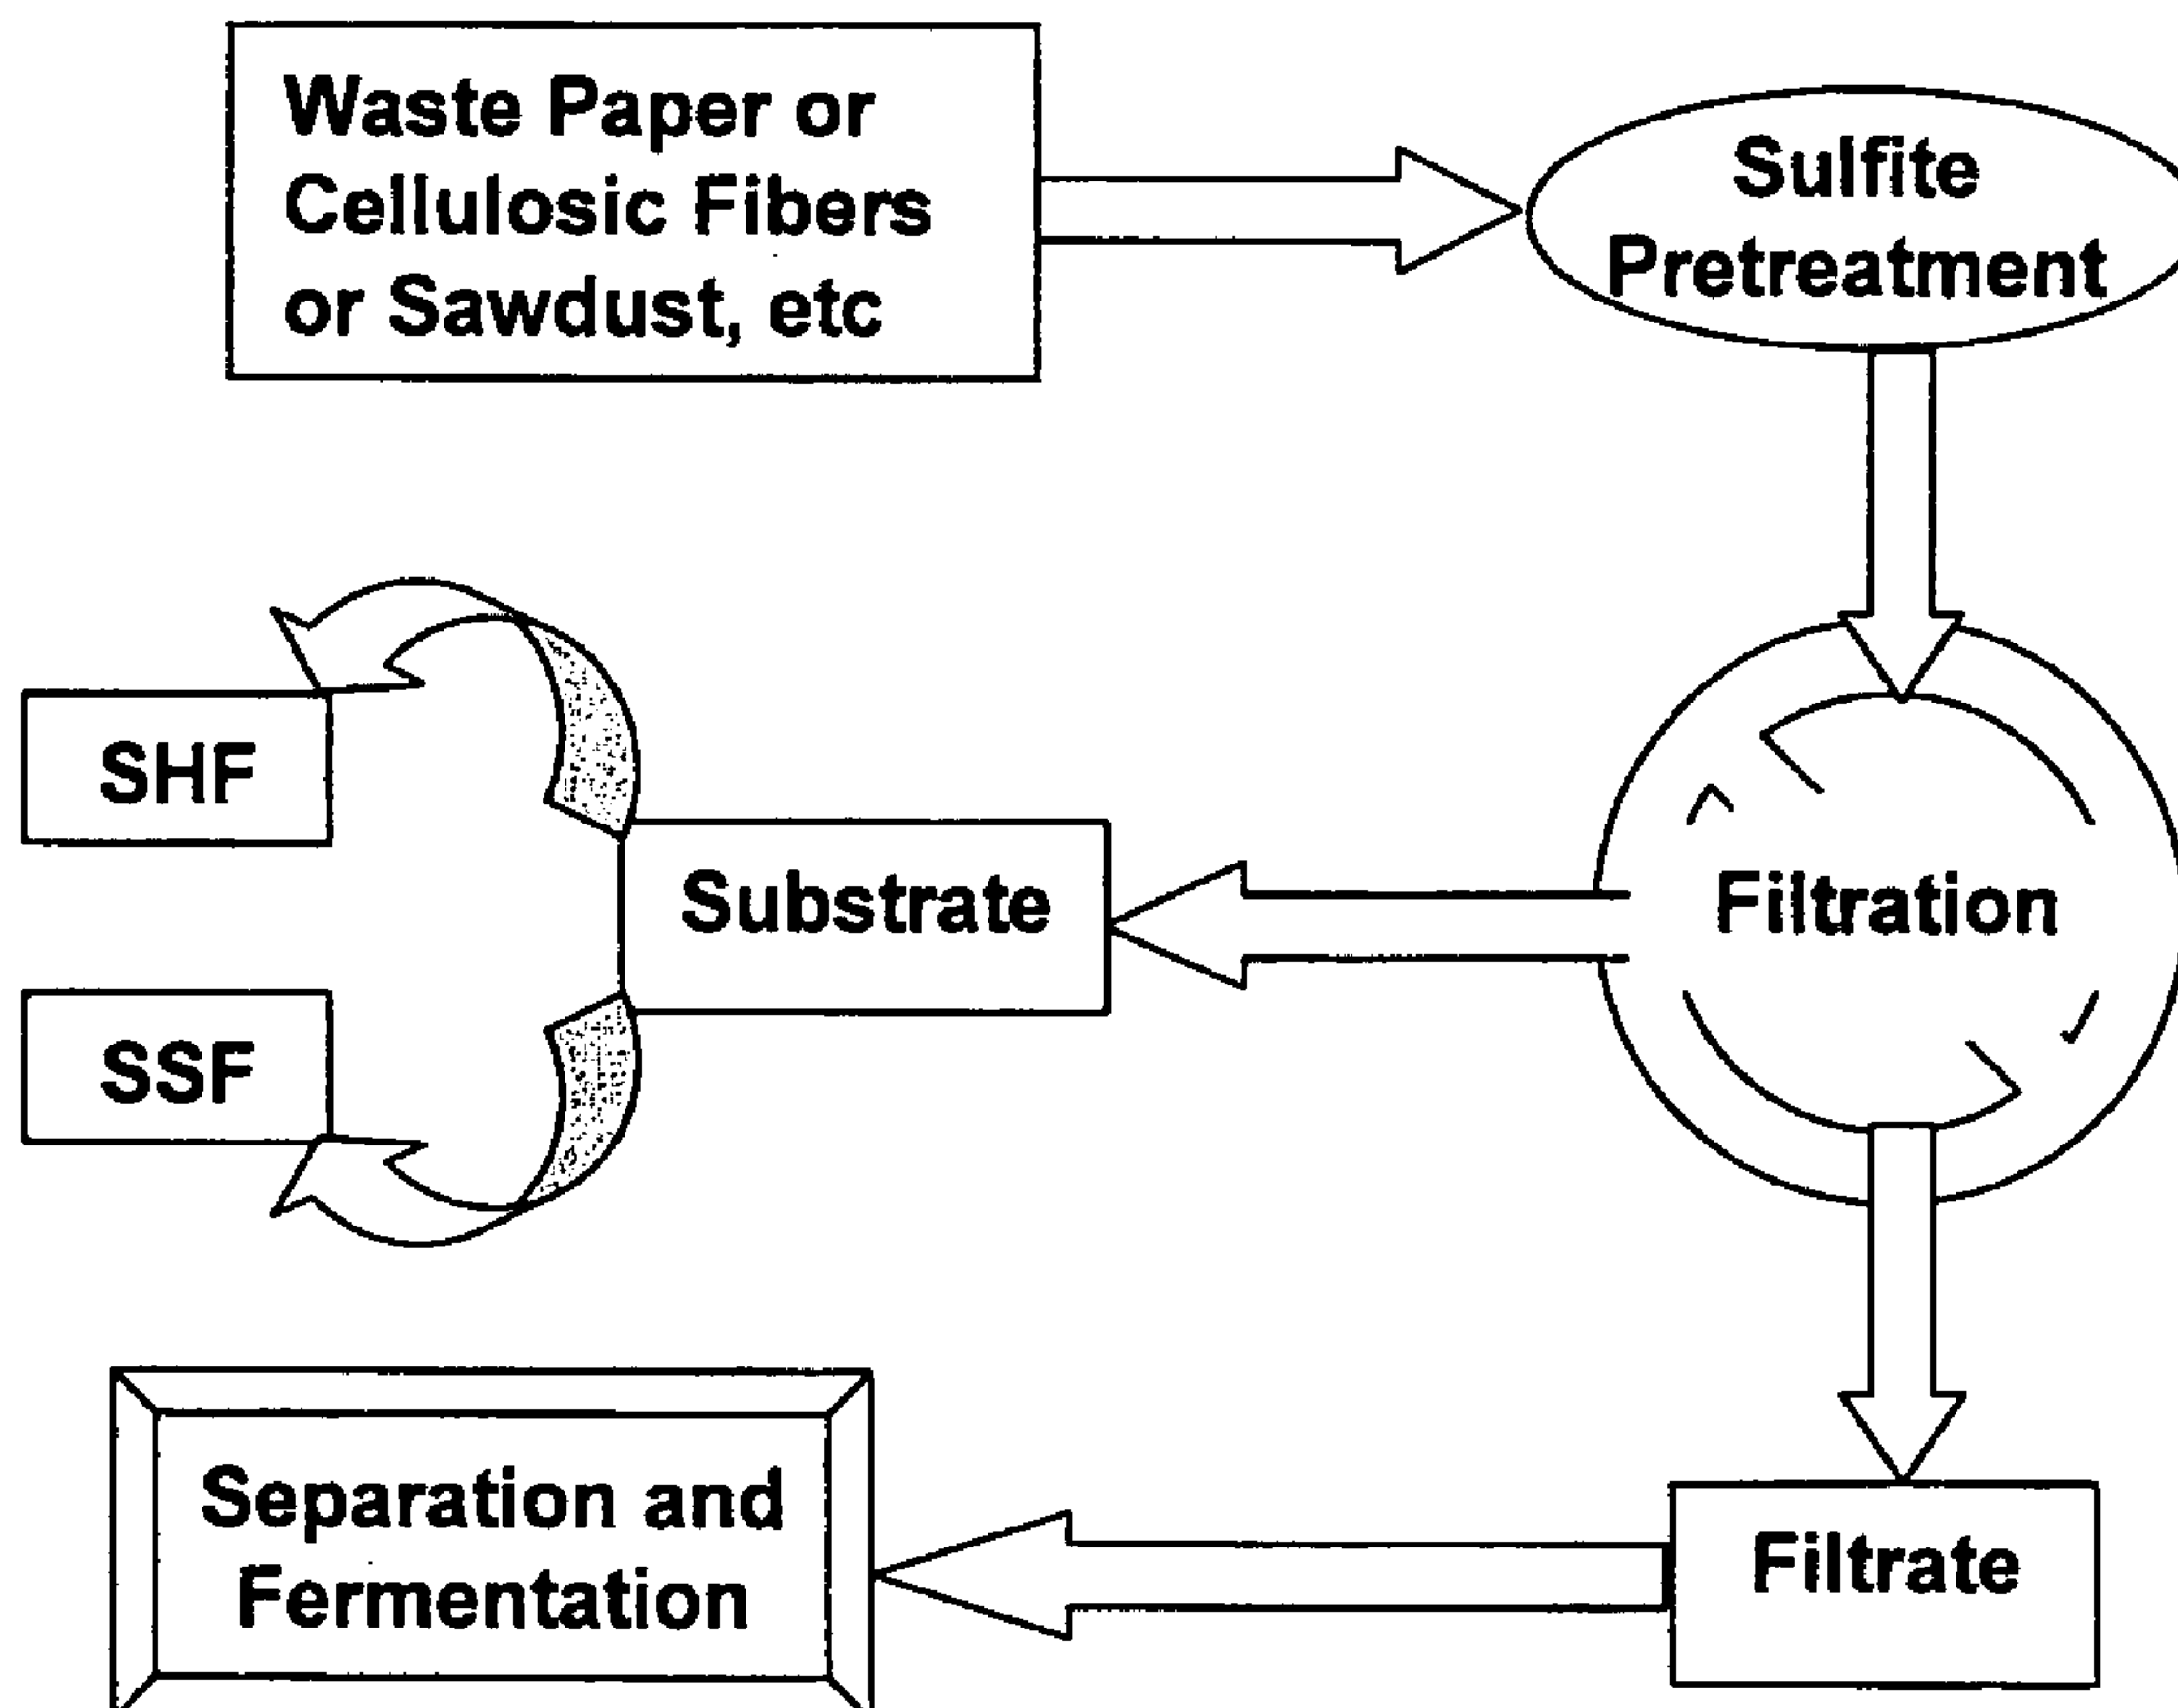 Waste Paper or
Cellulosic Fibers
or Sawdust, etc
Sulfite
Pretreatment
SHF
Substrate
Filtration
SSF
Separation and
Fermentation
Filtrate